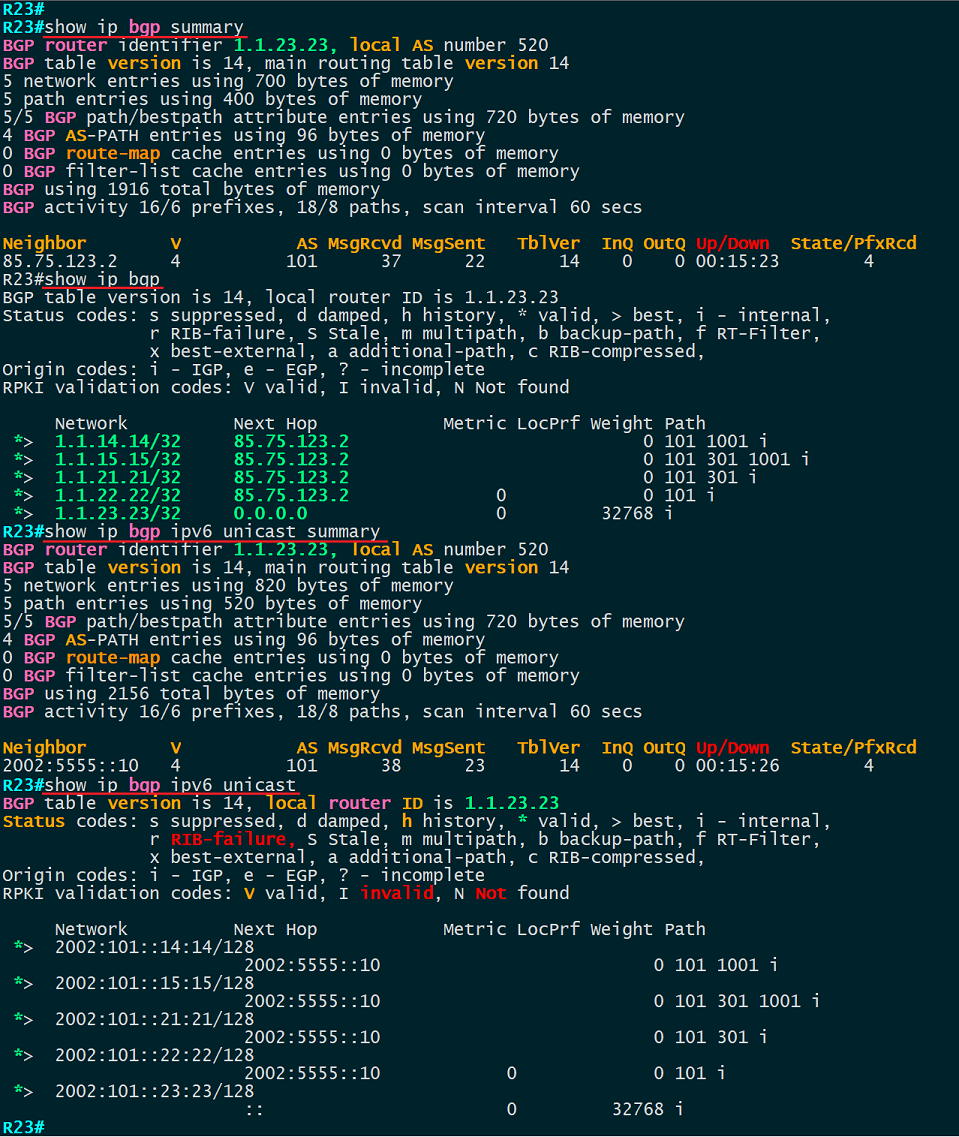 R23#
R23#show ip bgp summary
BGP router identifier 1.1.23.23, local AS number 520
BGP table version is 14, main routing table version 14
5 network entries using 700 bytes of memory
5 path entries using 400 bytes of memory
5/5 BGP path/bestpath attribute entries using 720 bytes of memory
4 BGP AS-PATH entries using 96 bytes of memory
0 BGP route-map cache entries using 0 bytes of memory
0 BGP filter-list cache entries using 0 bytes of memory
BGP using 1916 total bytes of memory
BGP activity 16/6 prefixes, 18/8 paths, scan interval 60 secs

Neighbor        V           AS MsgRcvd MsgSent   TblVer  InQ OutQ Up/Down  State/PfxRcd
85.75.123.2     4          101      37      22       14    0    0 00:15:23        4
R23#show ip bgp
BGP table version is 14, local router ID is 1.1.23.23
Status codes: s suppressed, d damped, h history, * valid, > best, i - internal,
              r RIB-failure, S Stale, m multipath, b backup-path, f RT-Filter,
              x best-external, a additional-path, c RIB-compressed,
Origin codes: i - IGP, e - EGP, ? - incomplete
RPKI validation codes: V valid, I invalid, N Not found

     Network          Next Hop            Metric LocPrf Weight Path
 *>  1.1.14.14/32     85.75.123.2                            0 101 1001 i
 *>  1.1.15.15/32     85.75.123.2                            0 101 301 1001 i
 *>  1.1.21.21/32     85.75.123.2                            0 101 301 i
 *>  1.1.22.22/32     85.75.123.2              0             0 101 i
 *>  1.1.23.23/32     0.0.0.0                  0         32768 i
R23#show ip bgp ipv6 unicast summary
BGP router identifier 1.1.23.23, local AS number 520
BGP table version is 14, main routing table version 14
5 network entries using 820 bytes of memory
5 path entries using 520 bytes of memory
5/5 BGP path/bestpath attribute entries using 720 bytes of memory
4 BGP AS-PATH entries using 96 bytes of memory
0 BGP route-map cache entries using 0 bytes of memory
0 BGP filter-list cache entries using 0 bytes of memory
BGP using 2156 total bytes of memory
BGP activity 16/6 prefixes, 18/8 paths, scan interval 60 secs

Neighbor        V           AS MsgRcvd MsgSent   TblVer  InQ OutQ Up/Down  State/PfxRcd
2002:5555::10   4          101      38      23       14    0    0 00:15:26        4
R23#show ip bgp ipv6 unicast
BGP table version is 14, local router ID is 1.1.23.23
Status codes: s suppressed, d damped, h history, * valid, > best, i - internal,
              r RIB-failure, S Stale, m multipath, b backup-path, f RT-Filter,
              x best-external, a additional-path, c RIB-compressed,
Origin codes: i - IGP, e - EGP, ? - incomplete
RPKI validation codes: V valid, I invalid, N Not found

     Network          Next Hop            Metric LocPrf Weight Path
 *>  2002:101::14:14/128
                       2002:5555::10                          0 101 1001 i
 *>  2002:101::15:15/128
                       2002:5555::10                          0 101 301 1001 i
 *>  2002:101::21:21/128
                       2002:5555::10                          0 101 301 i
 *>  2002:101::22:22/128
                       2002:5555::10            0             0 101 i
 *>  2002:101::23:23/128
                       ::                       0         32768 i
R23#